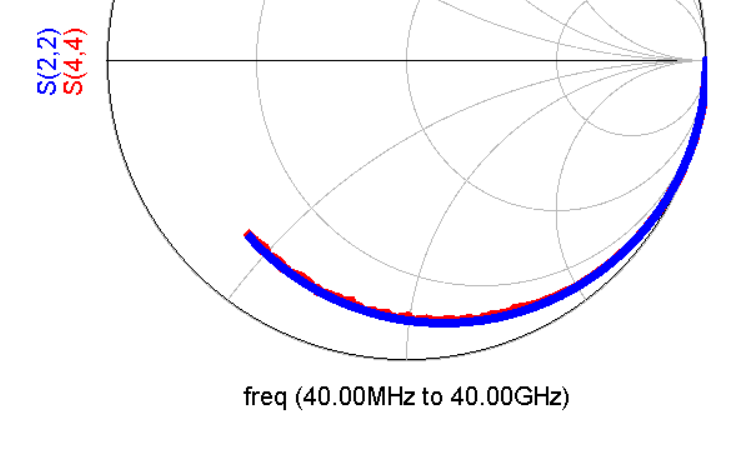 S(2,2)
S(4,4)
freq (40.00MHz to 40.00GHz)